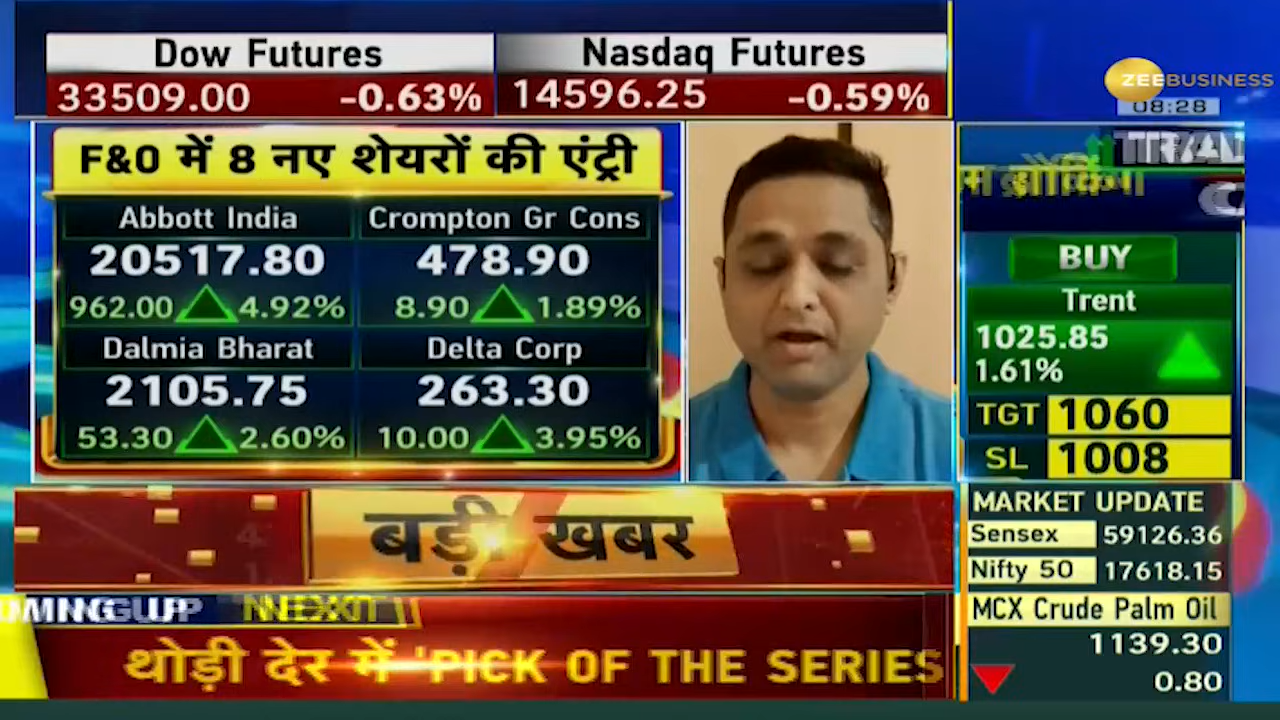 Dow Futures
33509.00 -0.63%
Nasdaq Futures
14596.25 -0.59%
ZEEBUSINESS
08:28
F&O में 8 नए शेयरों की एंट्री
Abbott India
20517.80
962.00 4.92%
Crompton Gr Cons
478.90
8.90 1.89%
Dalmia Bharat
2105.75
53.30 2.60%
Delta Corp
263.30
10.00 3.95%
BUY
Trent
1025.85
1.61%
TGT 1060
SL 1008
बड़ी खबर
MARKET UPDATE
Sensex 59126.36
Nifty 50 17618.15
MCX Crude Palm Oil
1139.30
0.80
थोड़ी देर में 'PICK OF THE SERIES